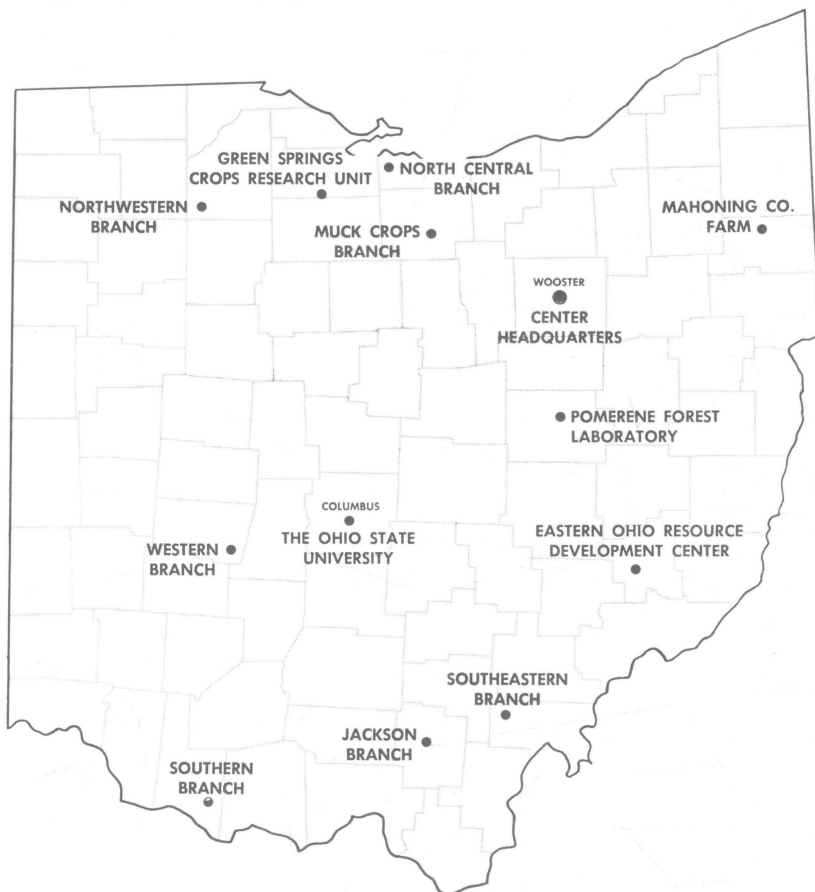 GREEN SPRINGS
CROPS RESEARCH UNIT
NORTH CENTRAL
BRANCH
NORTHWESTERN
BRANCH
MUCK CROPS
BRANCH
MAHONING CO.
FARM
WOOSTER
CENTER
HEADQUARTERS
POMERENE FOREST
LABORATORY
COLUMBUS
THE OHIO STATE
UNIVERSITY
WESTERN
BRANCH
EASTERN OHIO RESOURCE
DEVELOPMENT CENTER
SOUTHEASTERN
BRANCH
JACKSON
BRANCH
SOUTHERN
BRANCH